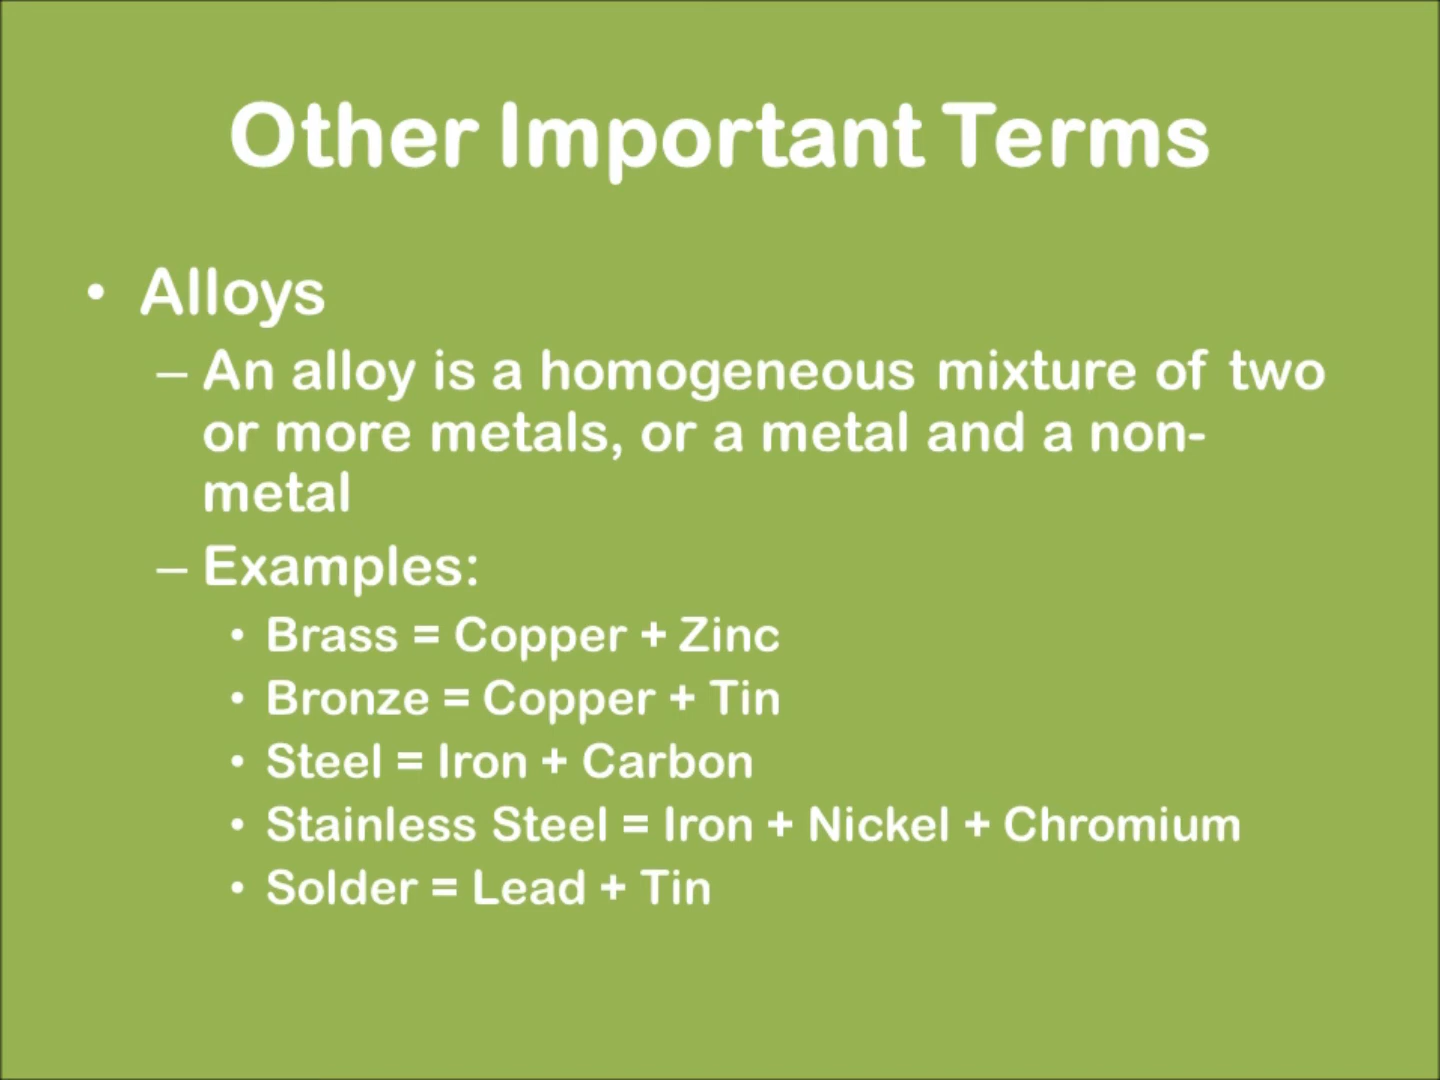 Other Important Terms
• Alloys
– An alloy is a homogeneous mixture of two
or more metals, or a metal and a non-
metal
– Examples:
• Brass = Copper + Zinc
• Bronze = Copper + Tin
• Steel = Iron + Carbon
• Stainless Steel = Iron + Nickel + Chromium
• Solder = Lead + Tin